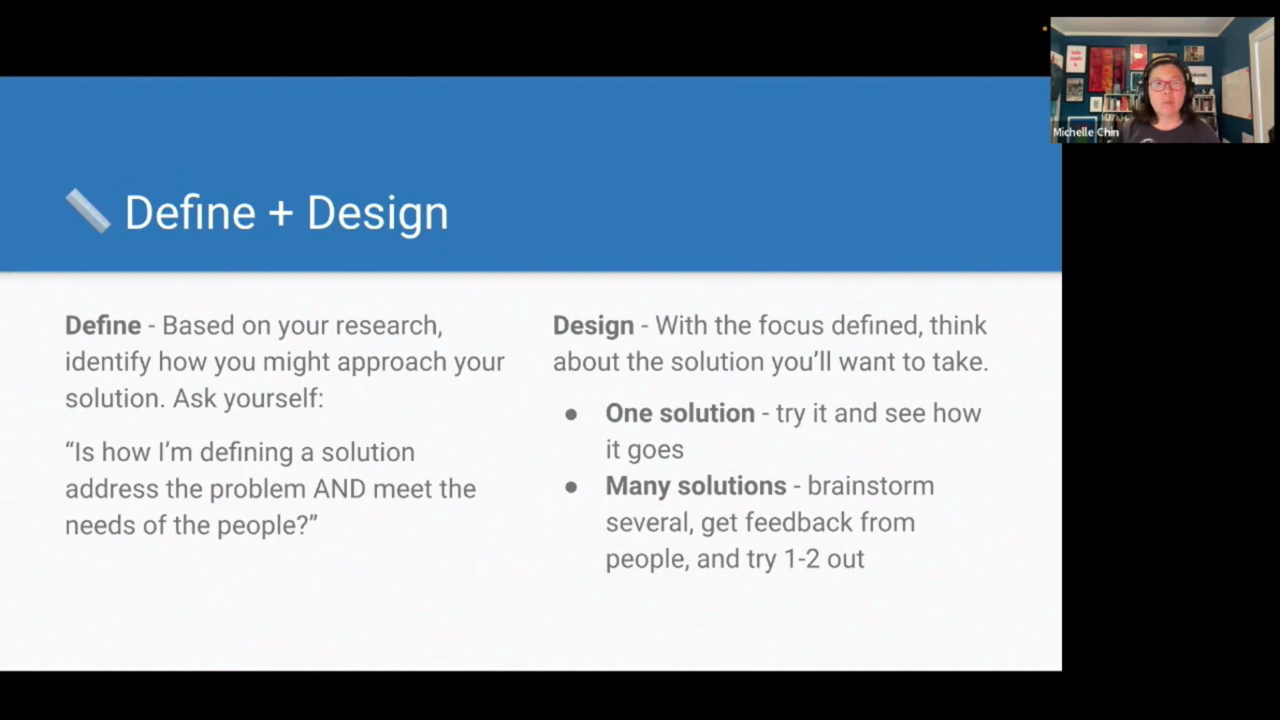 Define + Design
Define - Based on your research,
identify how you might approach your
solution. Ask yourself:
“Is how I’m defining a solution
address the problem AND meet the
needs of the people?”
Design - With the focus defined, think
about the solution you’ll want to take.
● One solution - try it and see how
it goes
● Many solutions - brainstorm
several, get feedback from
people, and try 1-2 out
Michelle Chin